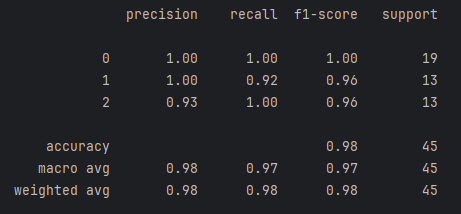 precision recall f1-score support
0 1.00 1.00 1.00 19
1 1.00 0.92 0.96 13
2 0.93 1.00 0.96 13
accuracy 0.98 45
macro avg 0.98 0.97 0.97 45
weighted avg 0.98 0.98 0.98 45